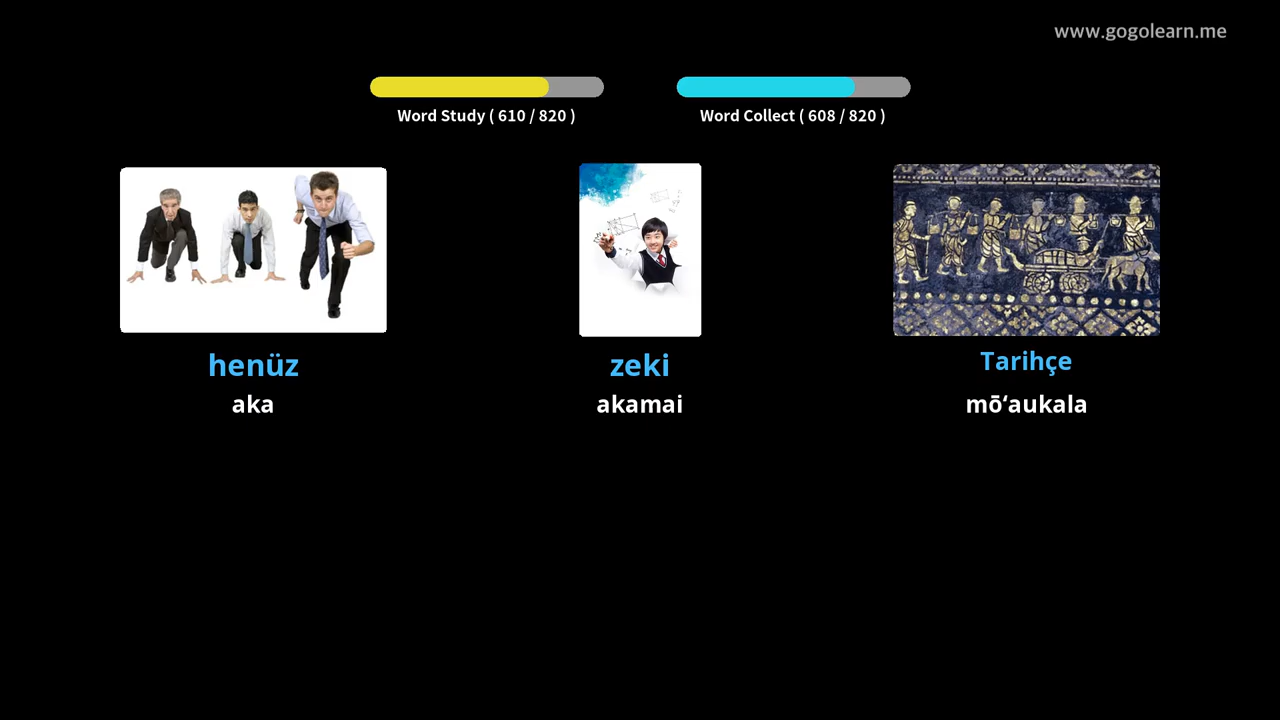 www.gogolearn.me
Word Study ( 610 / 820 )
Word Collect ( 608 / 820 )
henüz
zeki
Tarihçe
aka
akamai
mōʻaukala